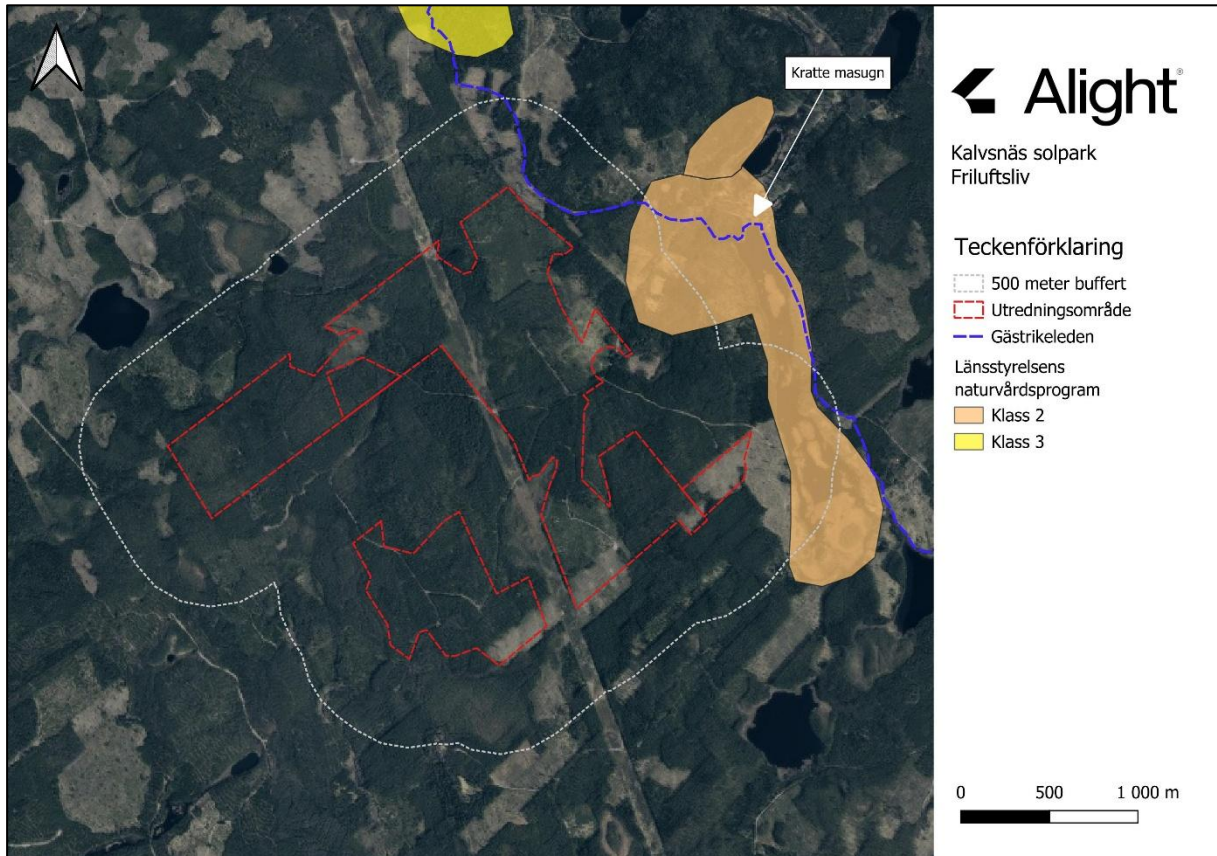 Kratte masugn
Alight®
Kalvsnäs solpark
Friluftsliv
Teckenförklaring
500 meter buffert
Utredningsområde
Gästrikeleden
Länsstyrelsens
naturvårdsprogram
Klass 2
Klass 3
0 500 1 000 m